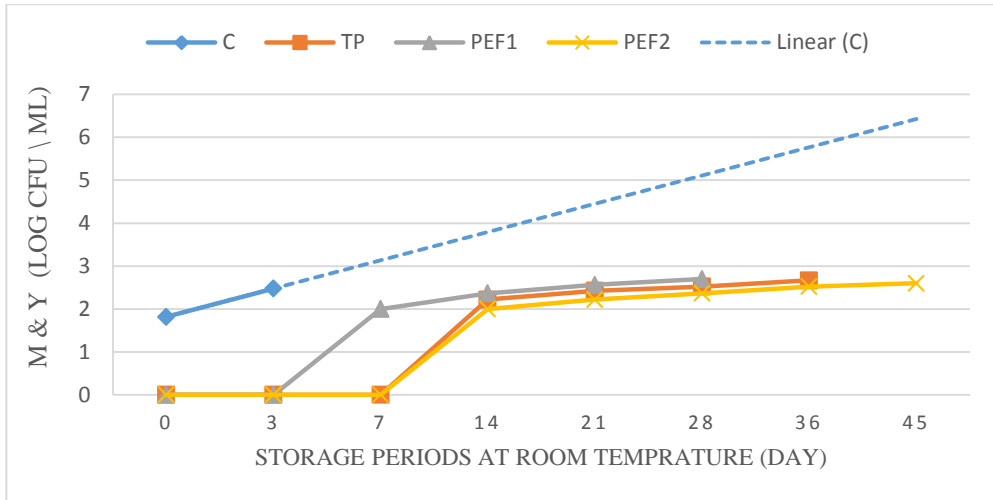 C TP PEF1 PEF2 Linear (C)
7
6
5
4
3
2
1
0
M & Y (LOG CFU \ ML)
0 3 7 14 21 28 36 45
STORAGE PERIODS AT ROOM TEMPRATURE (DAY)